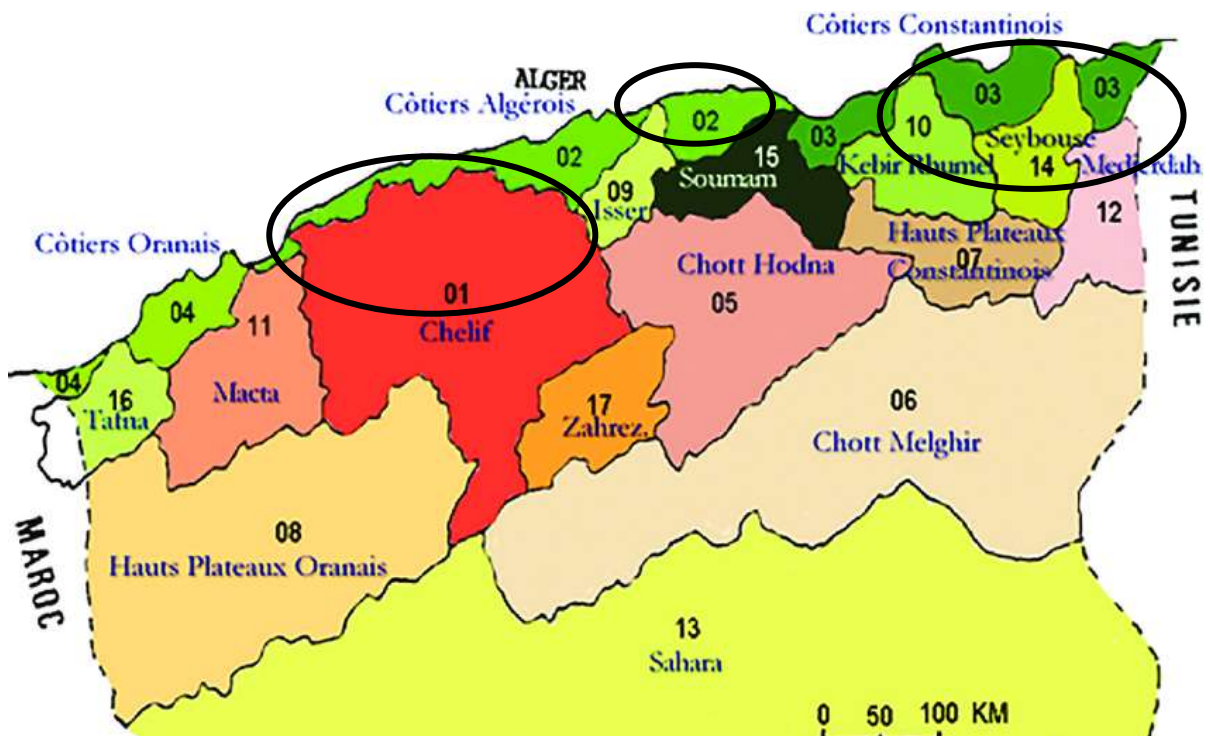 Côtiers Constantinois
ALGER
Côtiers Algérois
02
03
03
03
10
02
15
Seybouse
Kebir Rhumel
14
Medjerdah
Soumam
09
Isser
12
TUNISIE
Côtiers Oranais
Hauts Plateaux
07
Constantinois
Chott Hodna
05
01
Chelif
04
11
04
16
Tafna
Macta
17
Zahrez.
06
Chott Melghir
MAROC
08
Hauts Plateaux Oranais
13
Sahara
0 50 100 KM